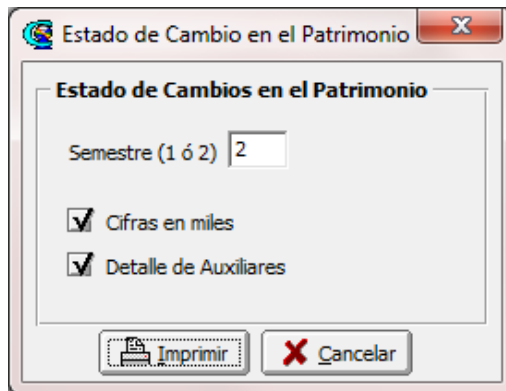 Estado de Cambio en el Patrimonio
Estado de Cambios en el Patrimonio
Semestre (1 ó 2) 2
Cifras en miles
Detalle de Auxiliares
Imprimir Cancelar